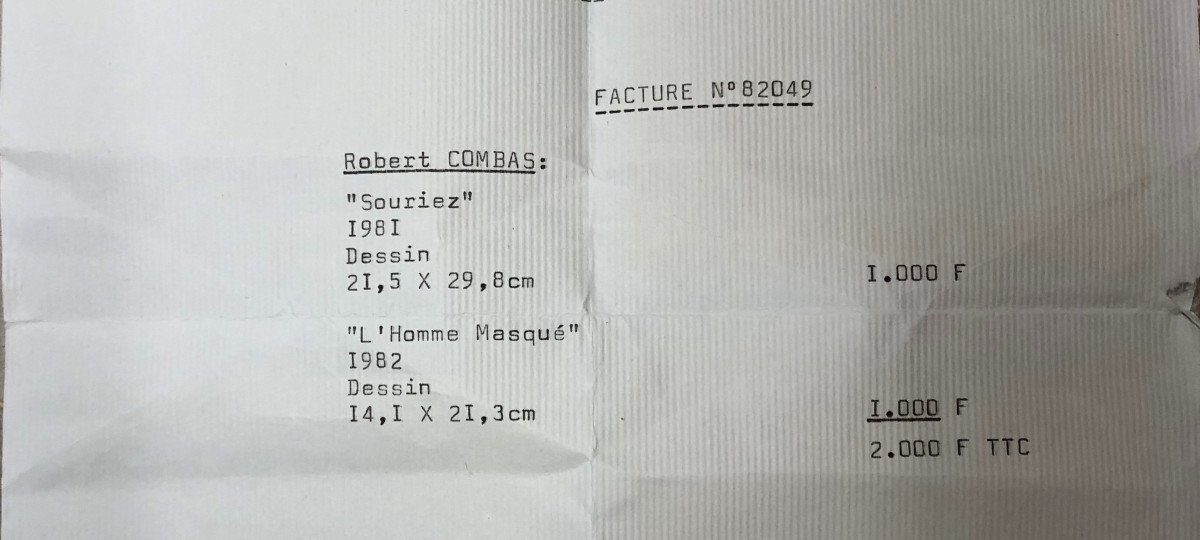 FACTURE N°82049
Robert COMBAS:
"Souriez"
I98I
Dessin
2I,5 X 29,8cm
I.000 F
"L'Homme Masqué"
I982
Dessin
I4,I X 2I,3cm
I.000 F
2.000 F TTC